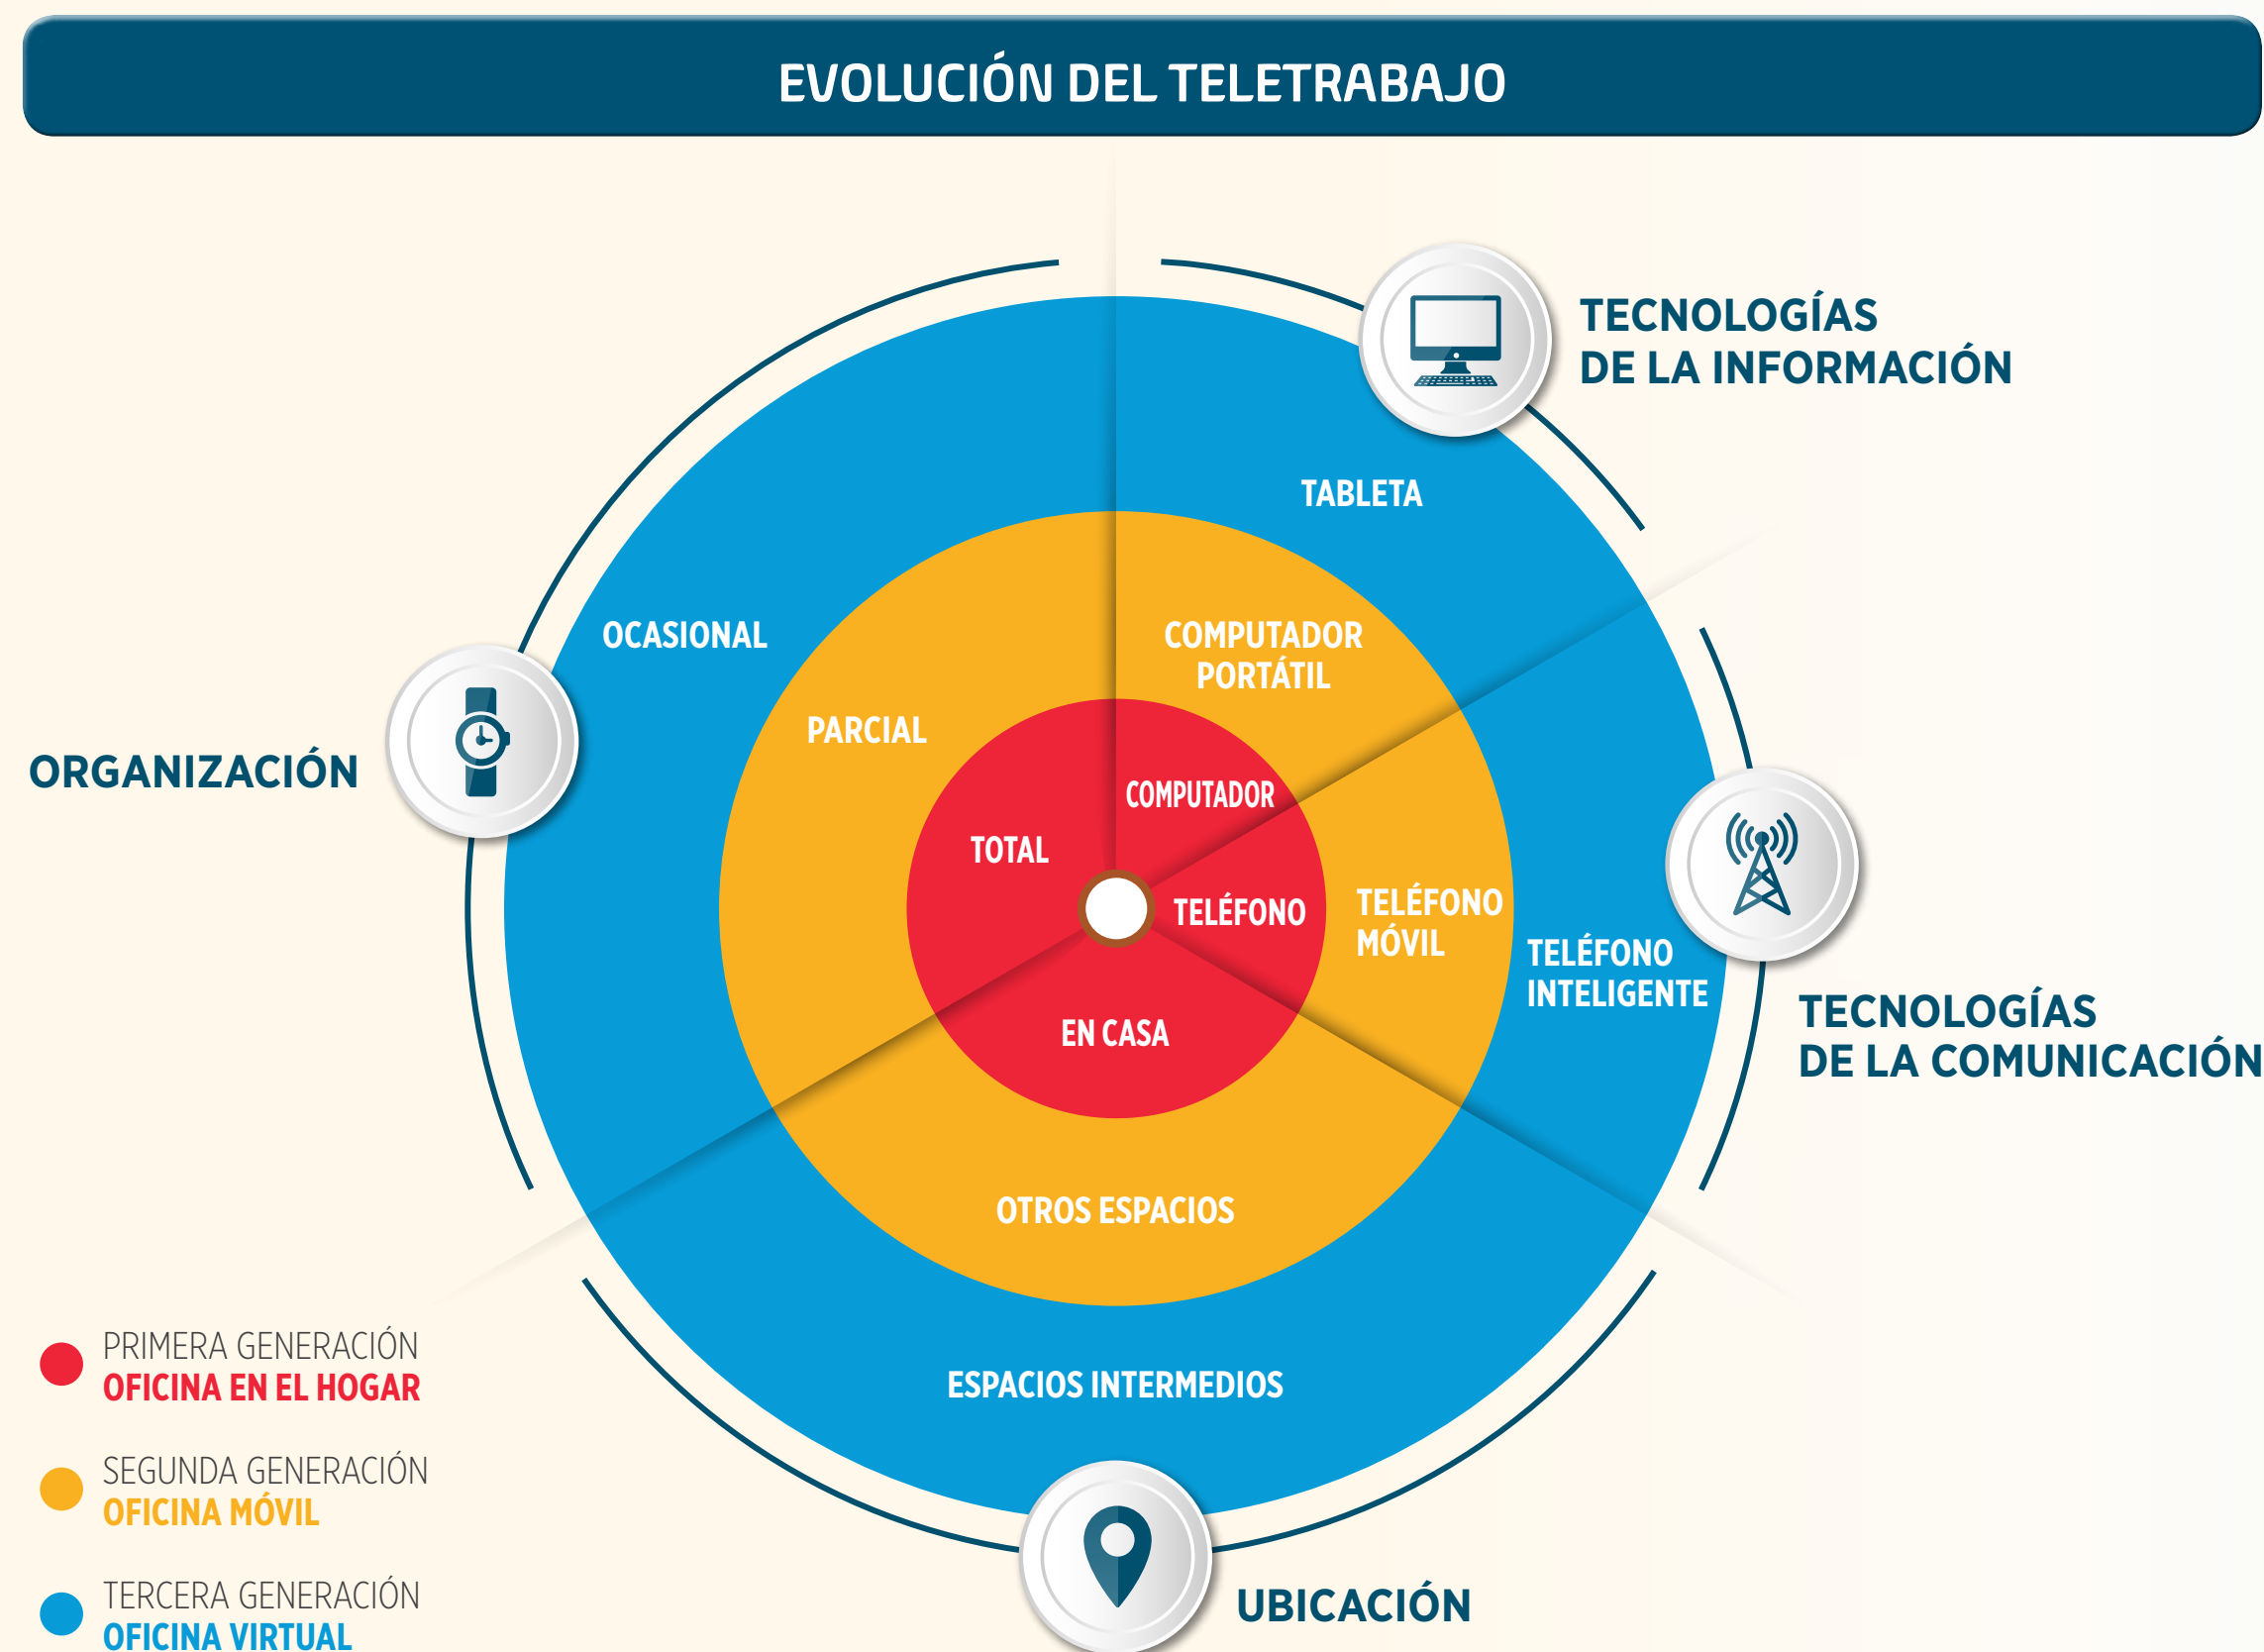 EVOLUCIÓN DEL TELETRABAJO
TECNOLOGÍAS
DE LA INFORMACIÓN
TABLETA
OCASIONAL
COMPUTADOR
PORTÁTIL
PARCIAL
ORGANIZACIÓN
COMPUTADOR
TOTAL
TELÉFONO
TELÉFONO
MÓVIL
TELÉFONO
INTELIGENTE
TECNOLOGÍAS
DE LA COMUNICACIÓN
EN CASA
OTROS ESPACIOS
ESPACIOS INTERMEDIOS
UBICACIÓN
PRIMERA GENERACIÓN
OFICINA EN EL HOGAR
SEGUNDA GENERACIÓN
OFICINA MÓVIL
TERCERA GENERACIÓN
OFICINA VIRTUAL